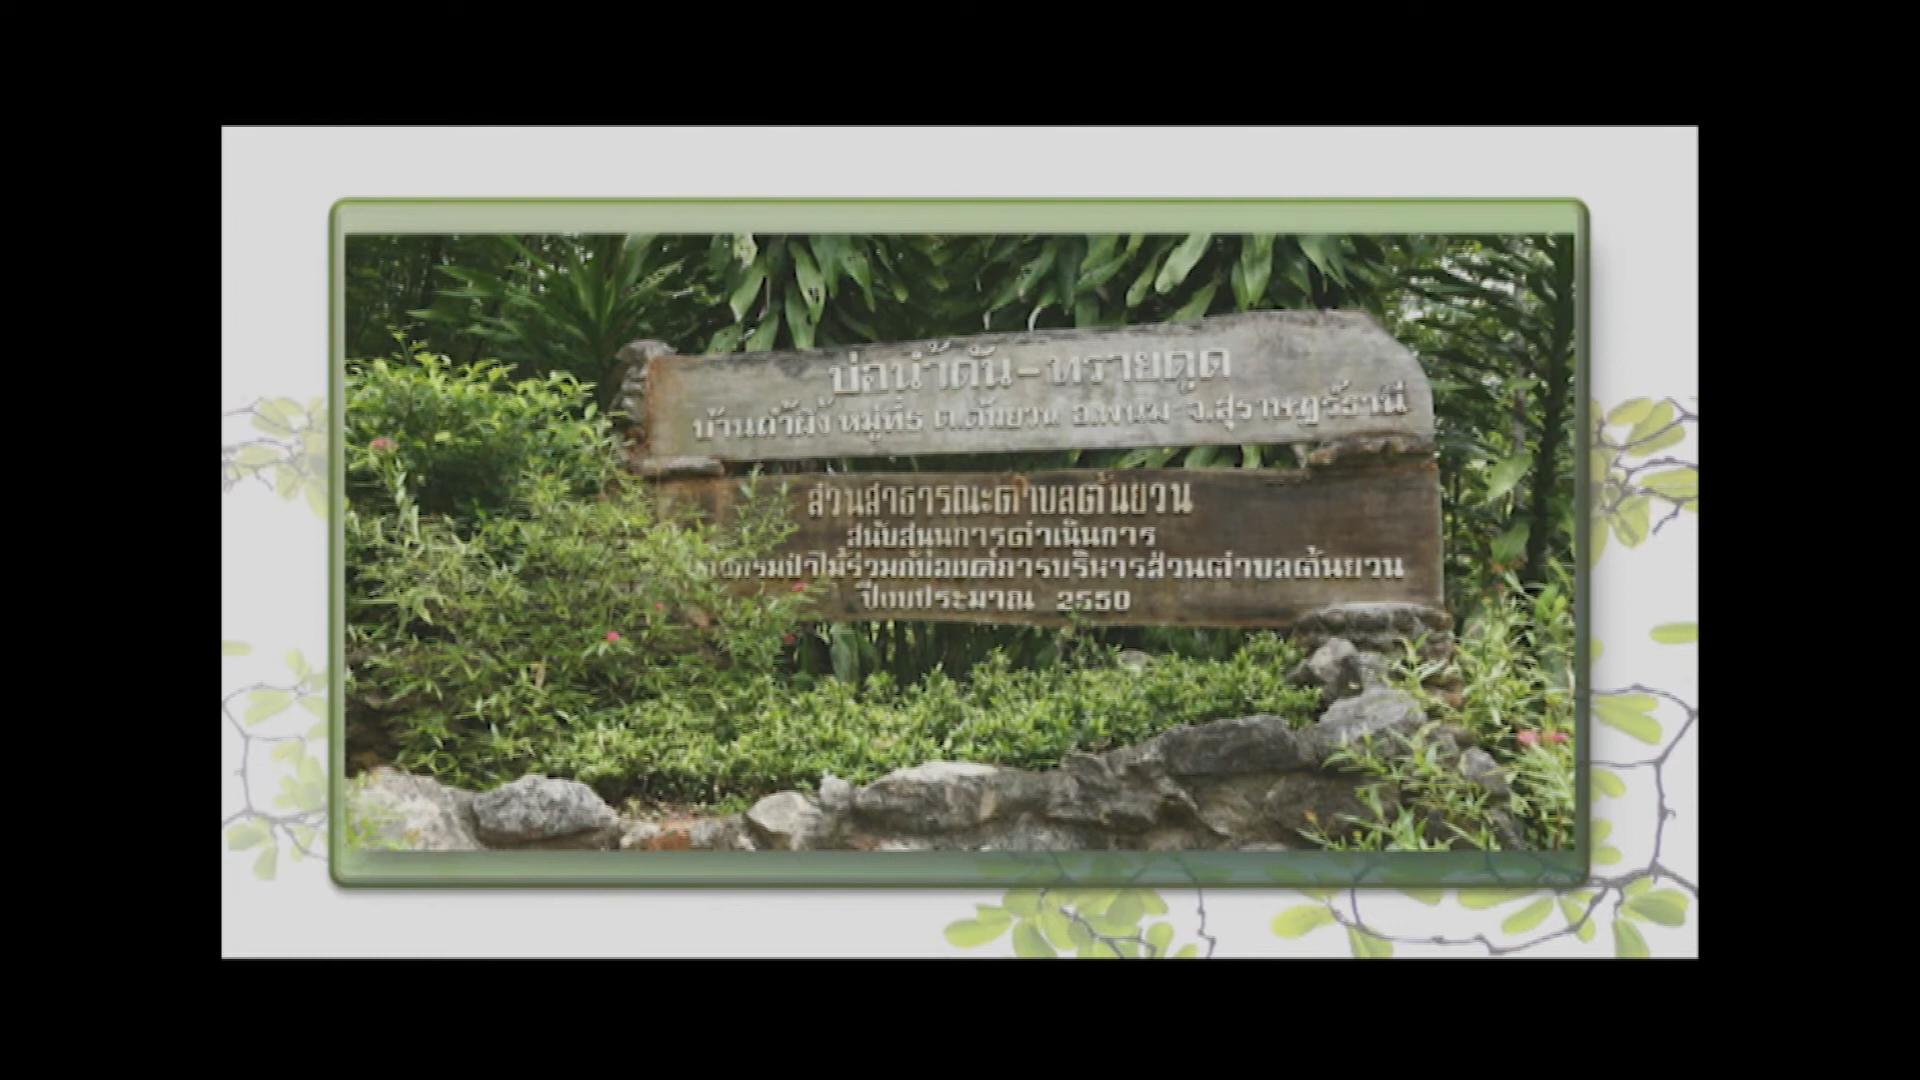 บ่อน้ำดัน-ทรายดูด
บ้านถ้ำผึ้ง หมู่ที่๕ ต.ต้นยวน อ.พนม จ.สุราษฎร์ธานี
สวนสาธารณะตำบลต้นยวน
สนับสนุนการดำเนินการ
กรมป่าไม้ร่วมกับองค์การบริหารส่วนตำบลต้นยวน
ปีงบประมาณ 2550